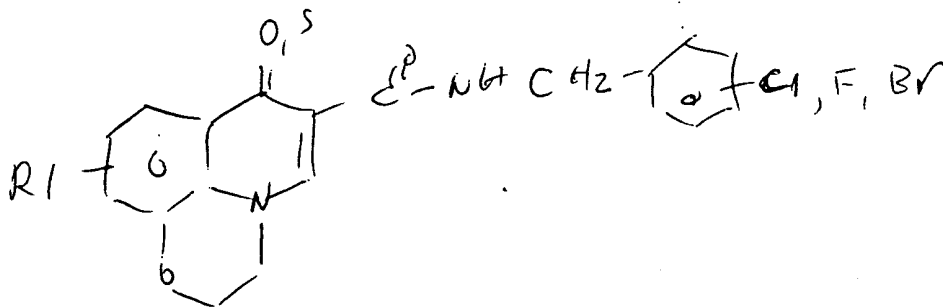 O, S
O
C-NH CH2- Cl, F, Br
R1
N
O